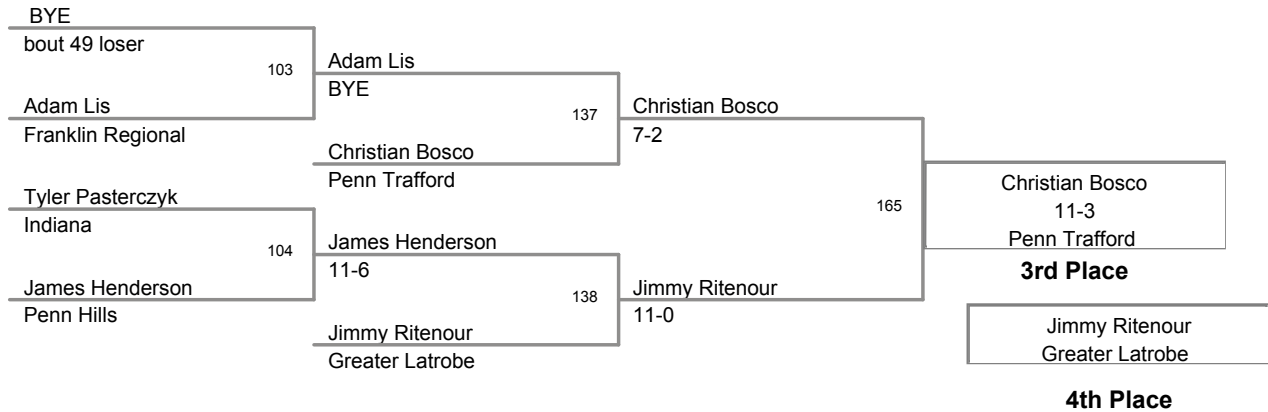 BYE
bout 49 loser
103
Adam Lis
Franklin Regional
Adam Lis
BYE
137
Christian Bosco
Penn Trafford
Christian Bosco
7-2
Tyler Pasterczyk
Indiana
104
James Henderson
Penn Hills
James Henderson
11-6
138
Jimmy Ritenour
Greater Latrobe
Jimmy Ritenour
11-0
165
Christian Bosco
11-3
Penn Trafford
3rd Place
Jimmy Ritenour
Greater Latrobe
4th Place